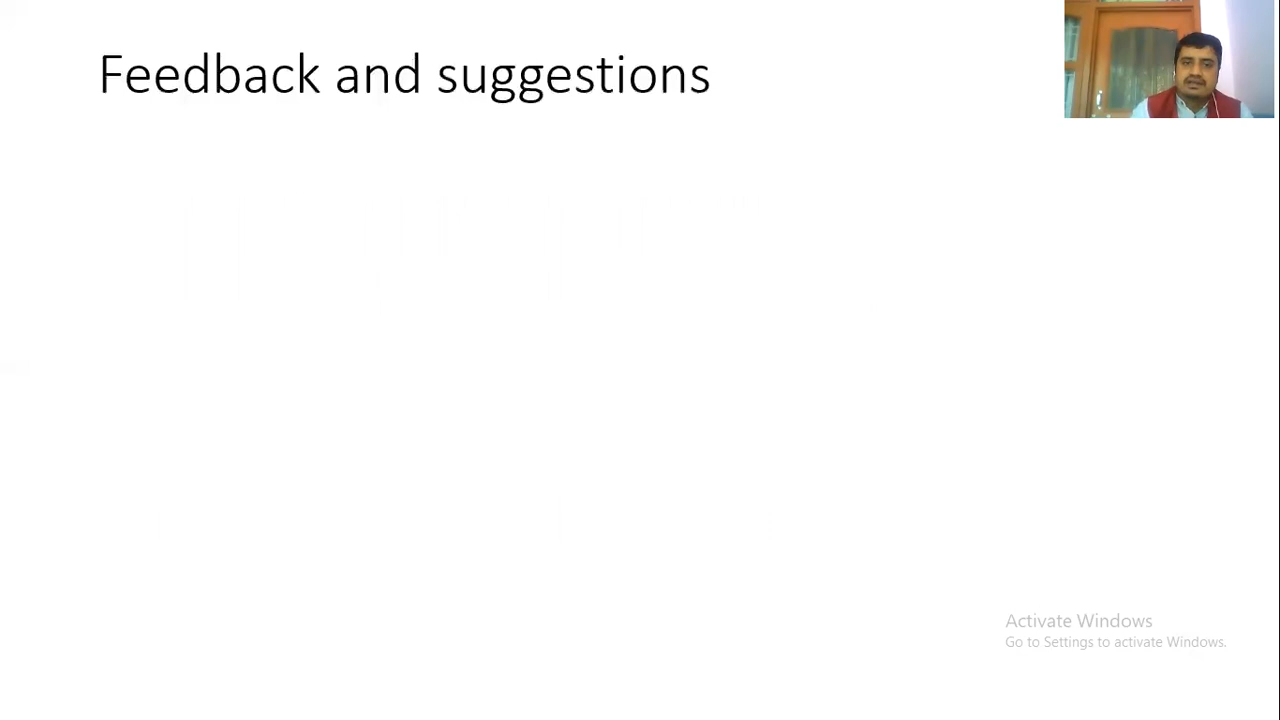 Feedback and suggestions
Activate Windows
Go to Settings to activate Windows.